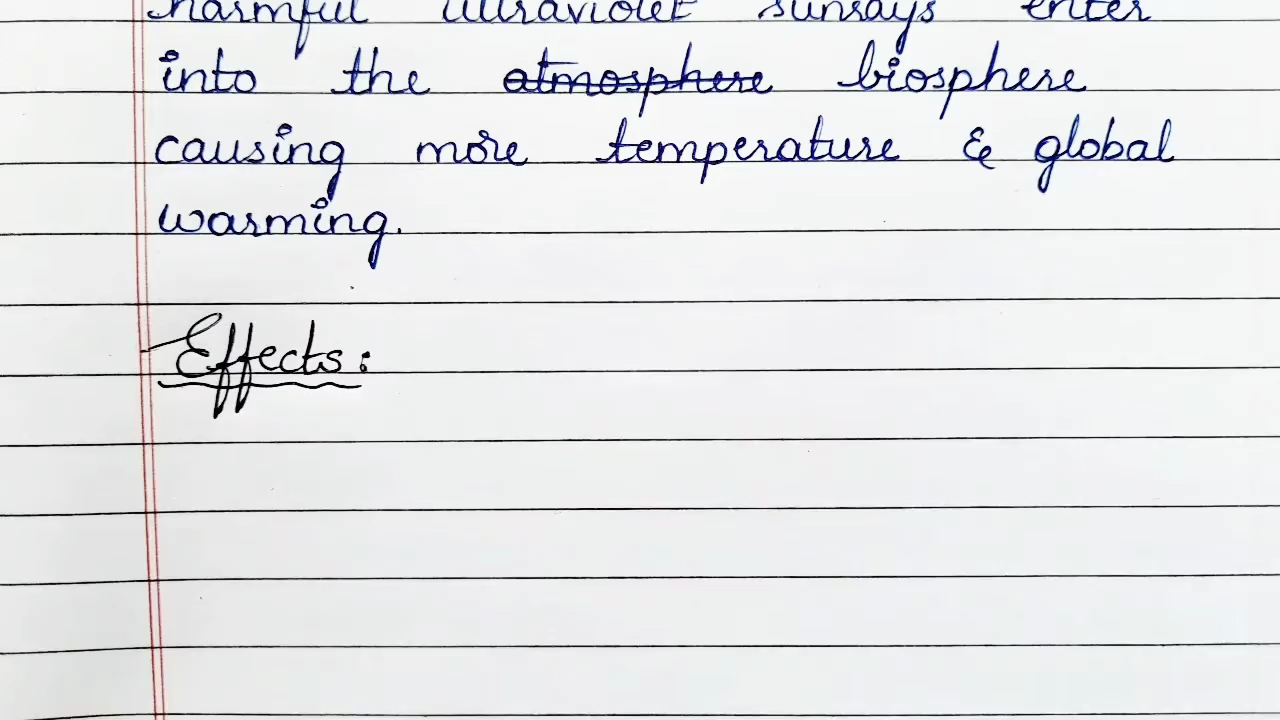 harmful ultraviolet sunrays enter
into the atmosphere biosphere
causing more temperature & global
warming.
Effects: